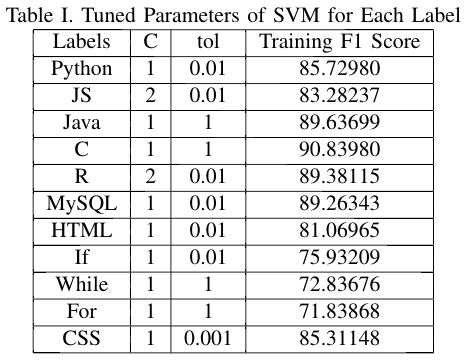 Table I. Tuned Parameters of SVM for Each Label
Labels C tol Training F1 Score
Python 1 0.01 85.72980
JS 2 0.01 83.28237
Java 1 1 89.63699
C 1 1 90.83980
R 2 0.01 89.38115
MySQL 1 0.01 89.26343
HTML 1 0.01 81.06965
If 1 0.01 75.93209
While 1 1 72.83676
For 1 1 71.83868
CSS 1 0.001 85.31148